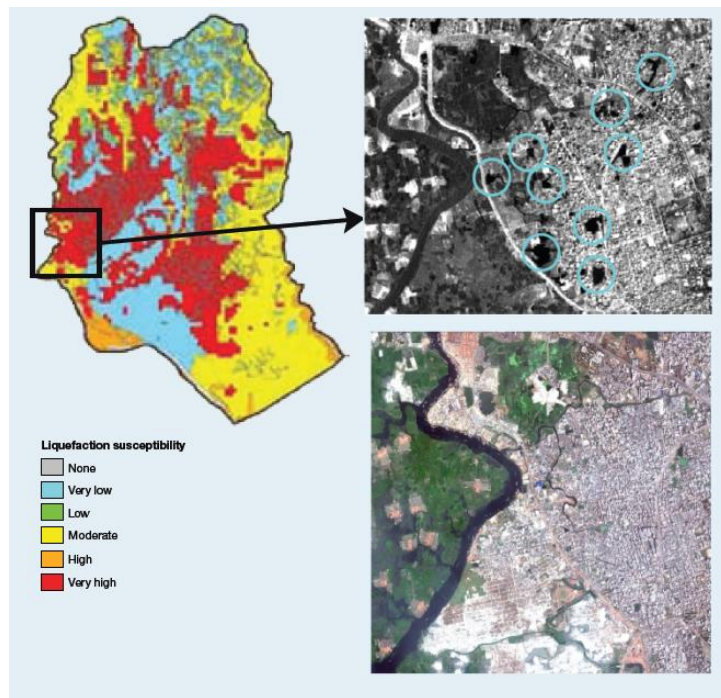 Liquefaction susceptibility
None
Very low
Low
Moderate
High
Very high